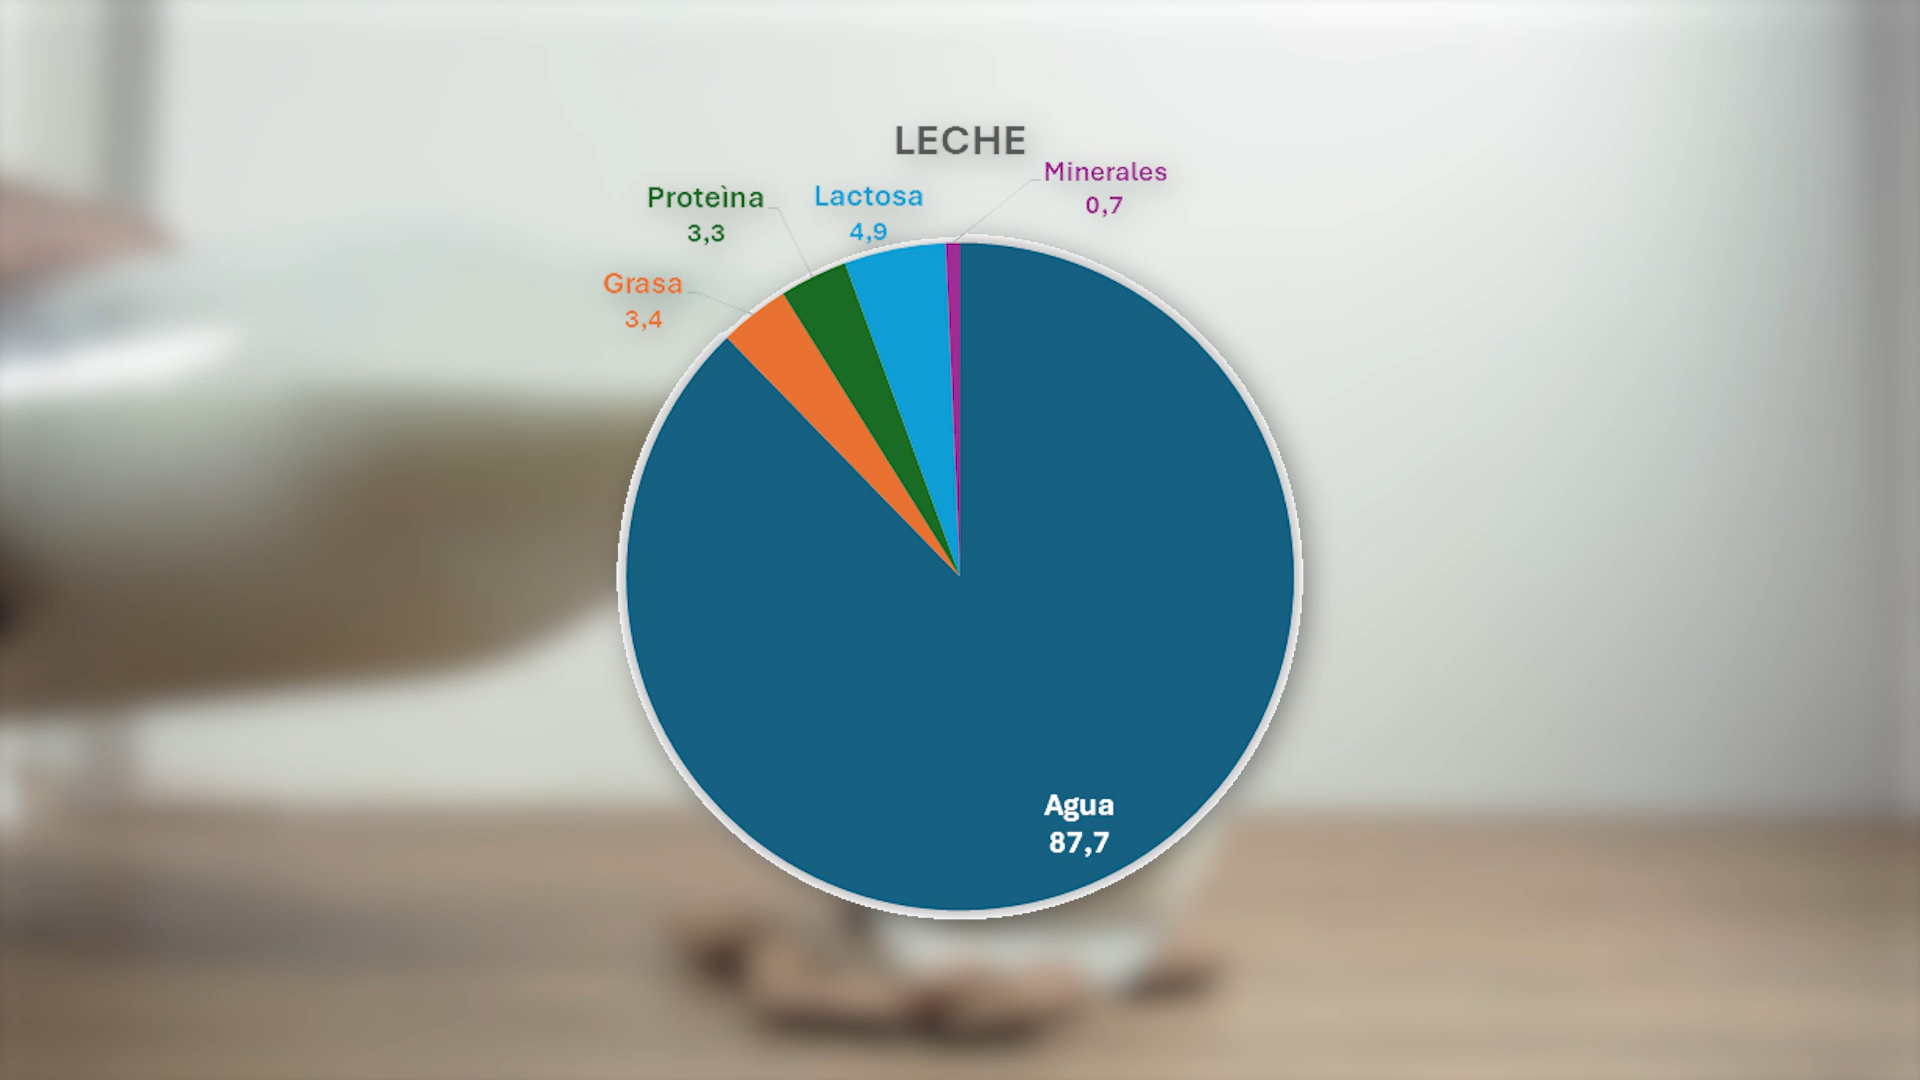 LECHE
Minerales
0,7
Lactosa
4,9
Proteìna
3,3
Grasa
3,4
Agua
87,7